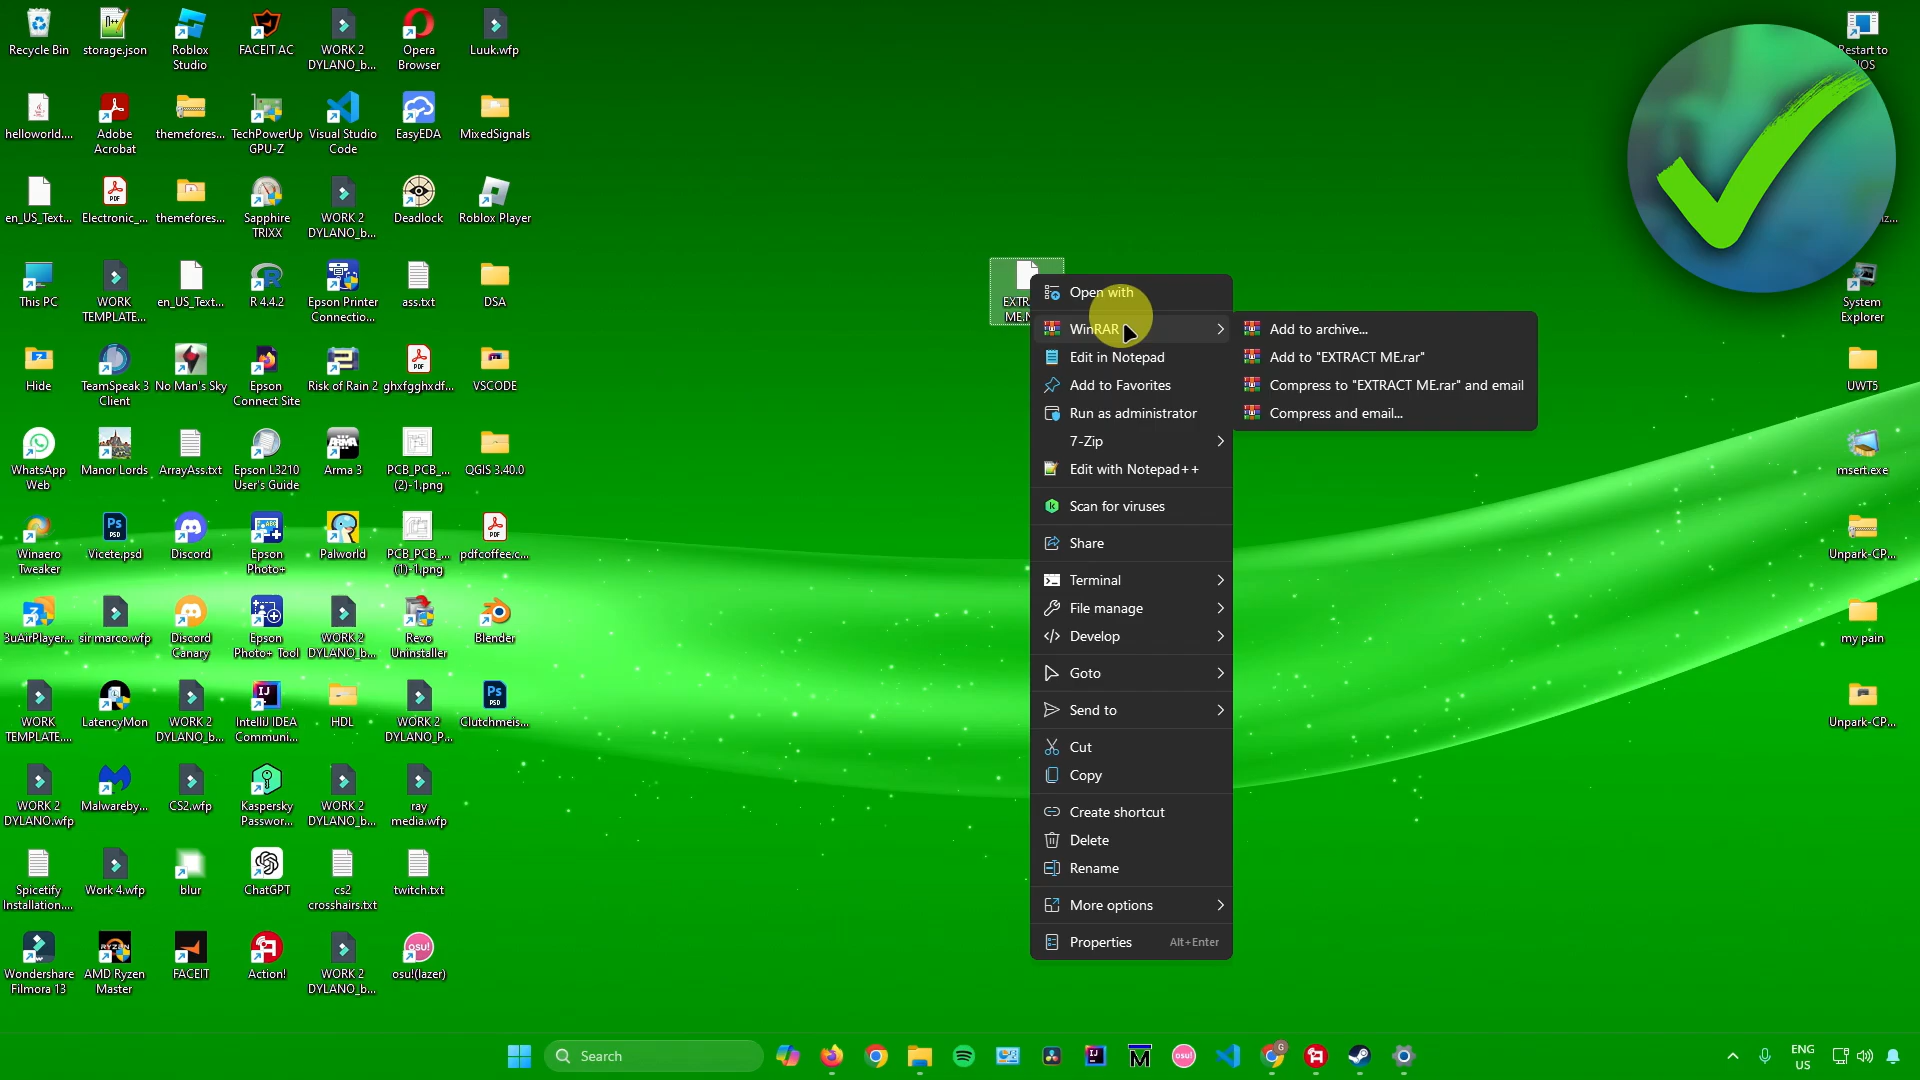 Recycle Bin
storage.json
Roblox
Studio
FACEIT AC
WORK 2
DYLANO_b...
Opera
Browser
Luuk.wfp
Restart to
helloworld....
Adobe
Acrobat
themefores...
TechPowerUp
GPU-Z
Visual Studio
Code
EasyEDA
MixedSignals
en_US_Text...
Electronic_...
themefores...
Sapphire
TRIXX
WORK 2
DYLANO_b...
Deadlock
Roblox Player
This PC
WORK
TEMPLATE...
en_US_Text...
R 4.4.2
Epson Printer
Connectio...
ass.txt
DSA
System
Explorer
Hide
TeamSpeak 3
Client
No Man's Sky
Epson
Connect Site
Risk of Rain 2
ghxfgghxdf...
VSCODE
UWT5
WhatsApp
Web
Manor Lords
ArrayAss.txt
Epson L3210
User's Guide
Arma 3
PCB_PCB_...
(2)-1.png
QGIS 3.40.0
msert.exe
Winaero
Tweaker
Vicete.psd
Discord
Epson
Photo+
Palworld
PCB_PCB_...
(1)-1.png
pdfcoffee.c...
Unpark-CP...
3uAirPlayer...
sir marco.wfp
Discord
Canary
Epson
Photo+ Tool
WORK 2
DYLANO_b...
Revo
Uninstaller
Blender
my pain
WORK
TEMPLATE....
LatencyMon
WORK 2
DYLANO_b...
IntelliJ IDEA
Communi...
HDL
WORK 2
DYLANO_P...
Clutchmeis...
Unpark-CP...
WORK 2
DYLANO.wfp
Malwareby...
CS2.wfp
Kaspersky
Passwor...
WORK 2
DYLANO_b...
ray
media.wfp
Spicetify
Installation....
Work 4.wfp
blur
ChatGPT
cs2
crosshairs.txt
twitch.txt
Wondershare
Filmora 13
AMD Ryzen
Master
FACEIT
Action!
WORK 2
DYLANO_b...
osu!(lazer)
Open with
WinRAR
Edit in Notepad
Add to Favorites
Run as administrator
7-Zip
Edit with Notepad++
Scan for viruses
Share
Terminal
File manage
Develop
Goto
Send to
Cut
Copy
Create shortcut
Delete
Rename
More options
Properties Alt+Enter
Add to archive...
Add to "EXTRACT ME.rar"
Compress to "EXTRACT ME.rar" and email
Compress and email...
Search
ENG
US